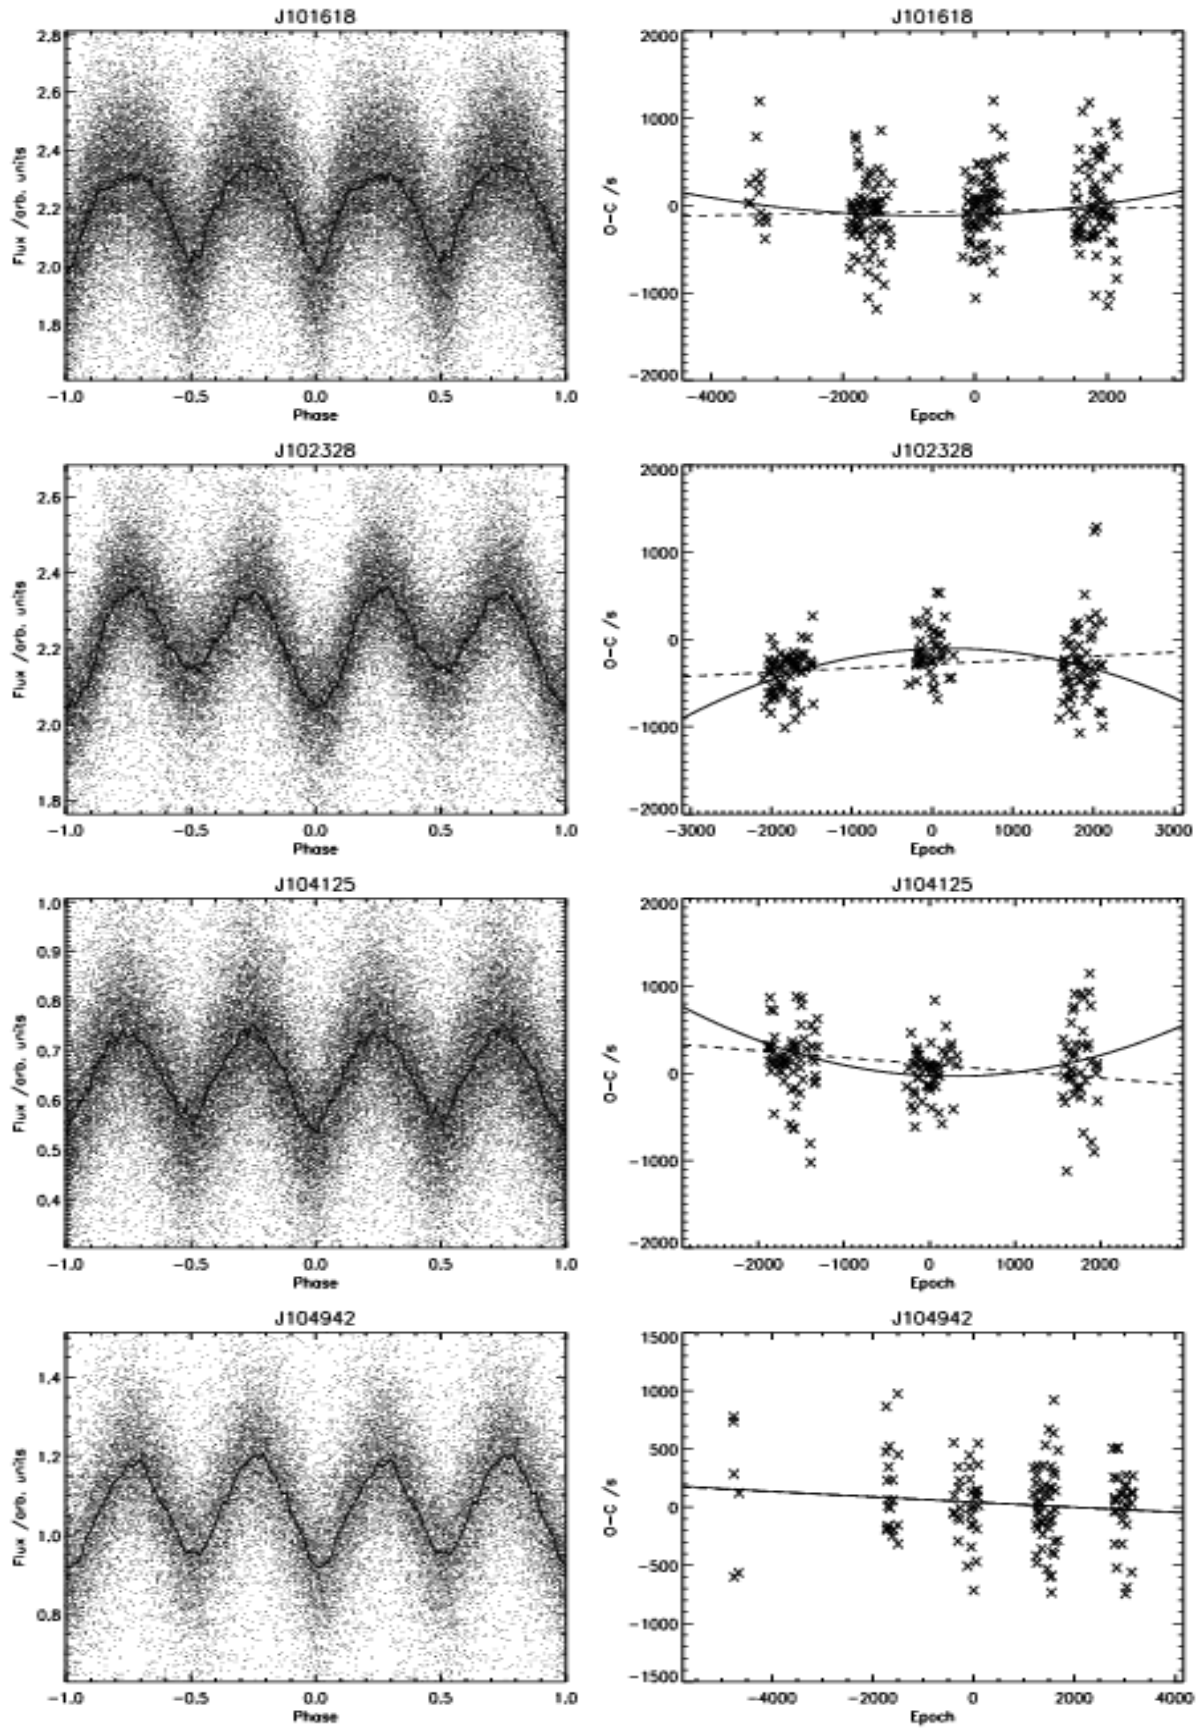 J101618
2.8
2.6
2.4
2.2
2.0
1.8
Flux /arb. units
-1.0 -0.5 0.0 0.5 1.0
Phase
J101618
2000
1000
0
-1000
-2000
O-C /s
-4000 -2000 0 2000
Epoch
J102328
2.6
2.4
2.2
2.0
1.8
Flux /arb. units
-1.0 -0.5 0.0 0.5 1.0
Phase
J102328
2000
1000
0
-1000
-2000
O-C /s
-3000 -2000 -1000 0 1000 2000 3000
Epoch
J104125
1.0
0.9
0.8
0.7
0.6
0.5
0.4
Flux /arb. units
-1.0 -0.5 0.0 0.5 1.0
Phase
J104125
2000
1000
0
-1000
-2000
O-C /s
-2000 -1000 0 1000 2000
Epoch
J104942
1.4
1.2
1.0
0.8
Flux /arb. units
-1.0 -0.5 0.0 0.5 1.0
Phase
J104942
1500
1000
500
0
-500
-1000
-1500
O-C /s
-4000 -2000 0 2000 4000
Epoch